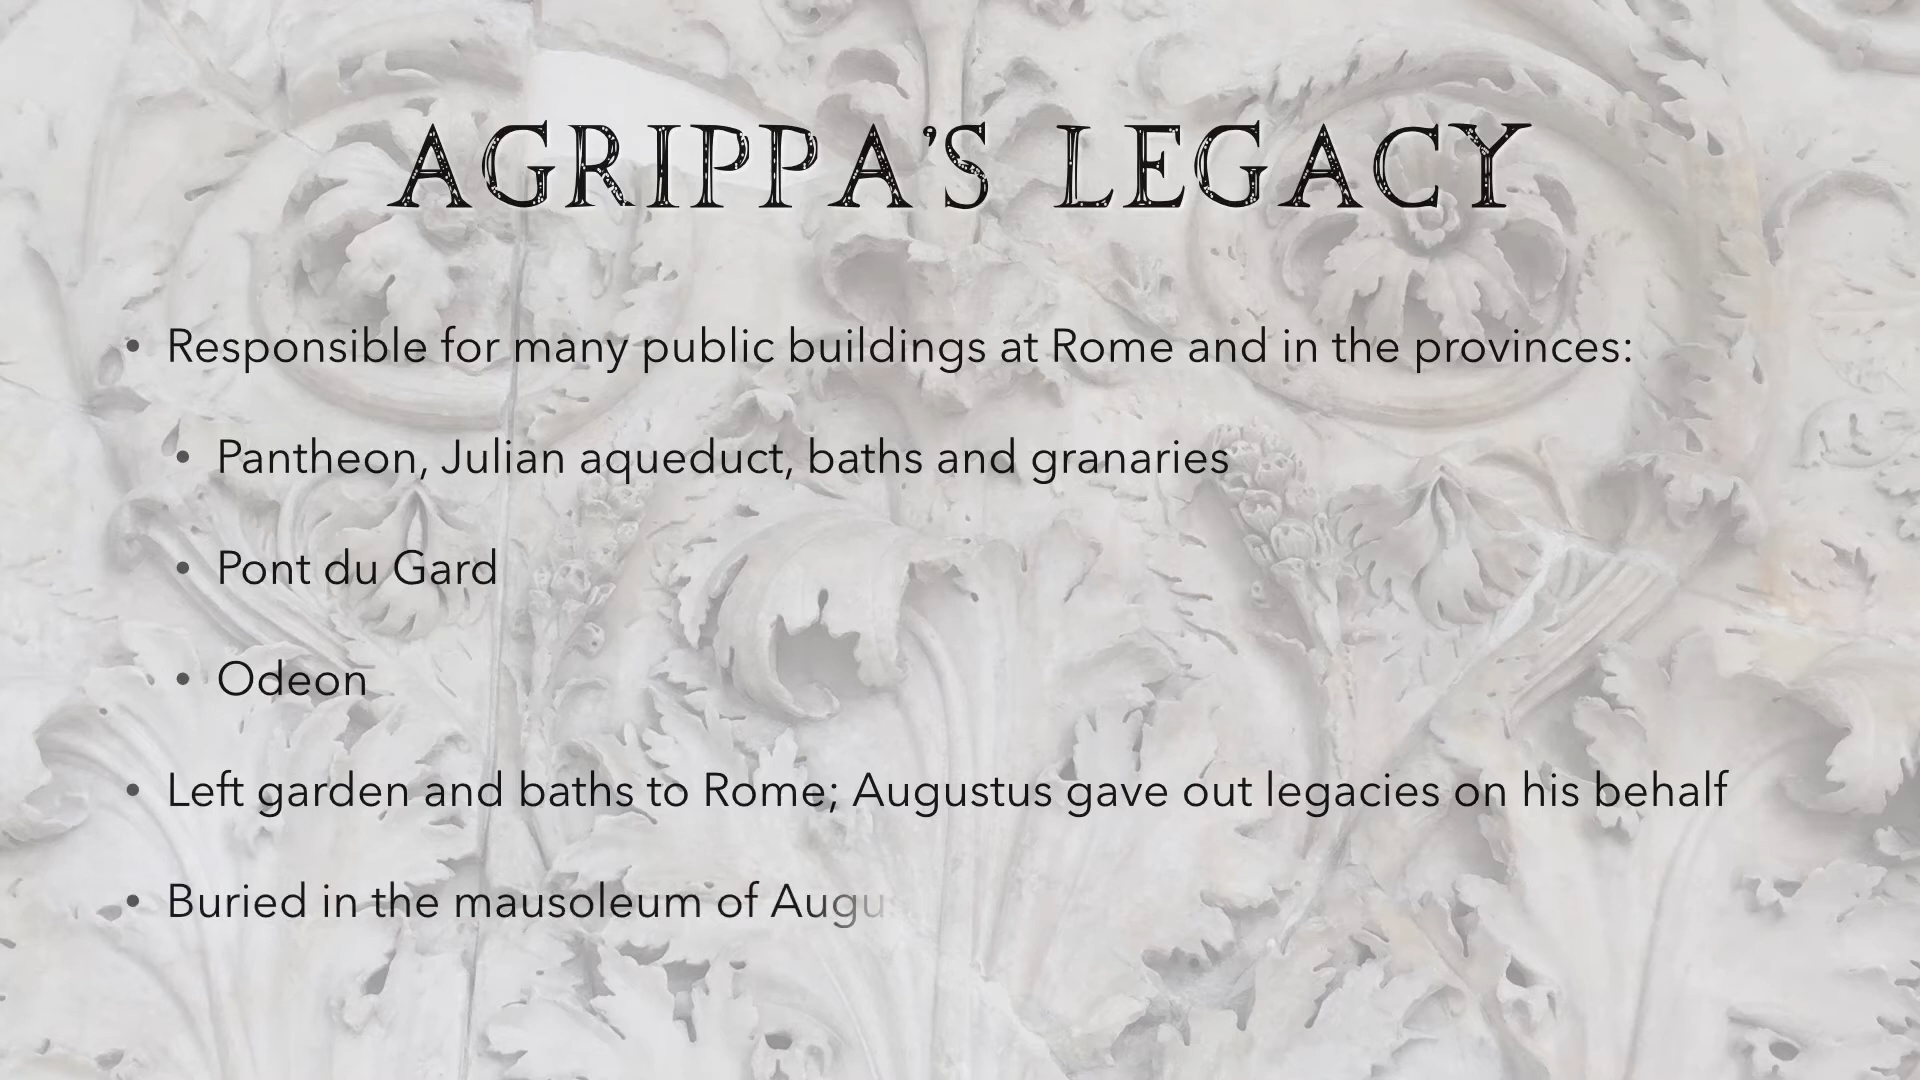 AGRIPPA'S LEGACY
• Responsible for many public buildings at Rome and in the provinces:
• Pantheon, Julian aqueduct, baths and granaries
• Pont du Gard
• Odeon
• Left garden and baths to Rome; Augustus gave out legacies on his behalf
• Buried in the mausoleum of Augu